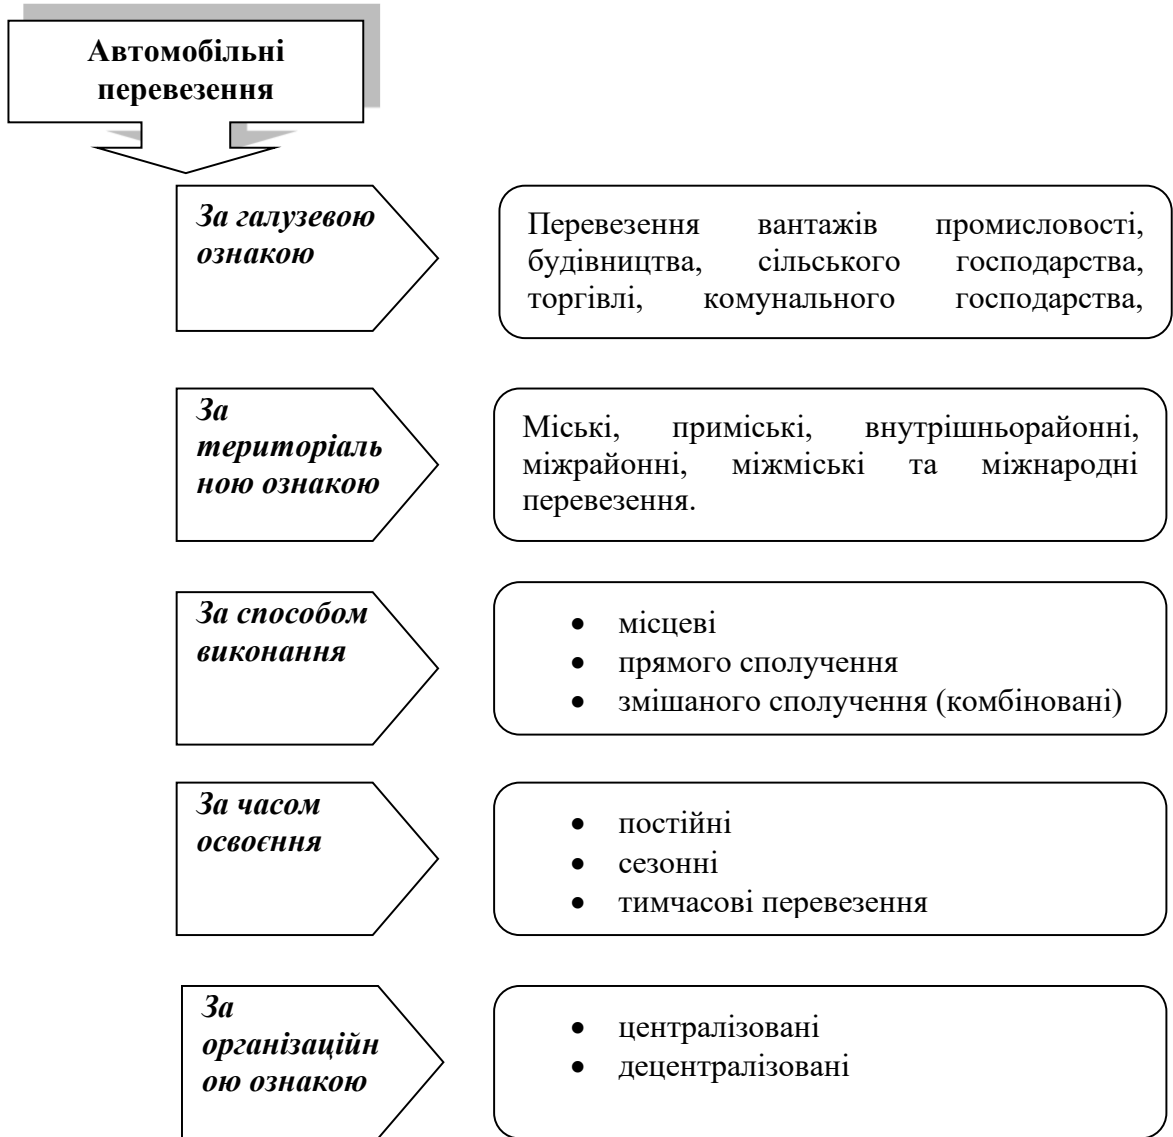 Автомобільні
перевезення
За галузевою
ознакою
Перевезення вантажів промисловості,
будівництва, сільського господарства,
торгівлі, комунального господарства,
За
територіаль
ною ознакою
Міські, приміські, внутрішньорайонні,
міжрайонні, міжміські та міжнародні
перевезення.
За способом
виконання
• місцеві
• прямого сполучення
• змішаного сполучення (комбіновані)
За часом
освоєння
• постійні
• сезонні
• тимчасові перевезення
За
організаційн
ою ознакою
• централізовані
• децентралізовані